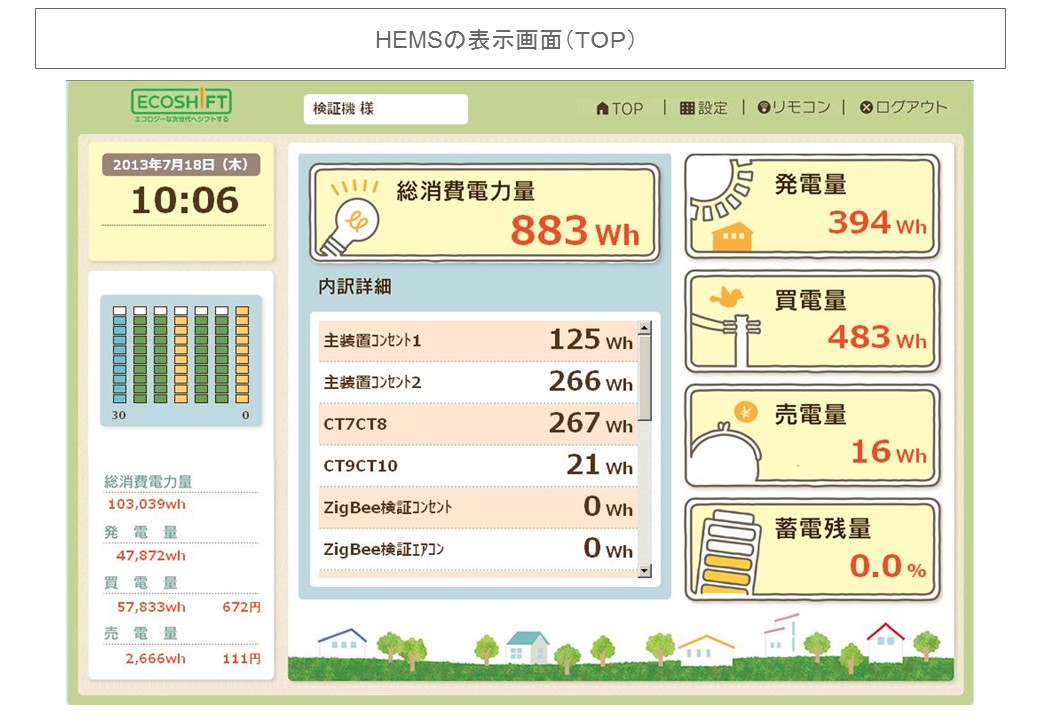 HEMSの表示画面（TOP）
ECOSHIFT
エコロジーな次世代へシフトする
検証機 様
TOP | 設定 | リモコン | ログアウト
2013年7月18日（木）
10:06
30 0
総消費電力量
103,039wh
発 電 量
47,872wh
買 電 量
57,833wh 672円
売 電 量
2,666wh 111円
総消費電力量
883 Wh
内訳詳細
主装置ｺﾝｾﾝﾄ1 125 Wh
主装置ｺﾝｾﾝﾄ2 266 Wh
CT7CT8 267 Wh
CT9CT10 21 Wh
ZigBee検証ｺﾝｾﾝﾄ 0 Wh
ZigBee検証ｴｱｺﾝ 0 Wh
発電量
394 Wh
買電量
483 Wh
売電量
¥
16 Wh
蓄電残量
0.0 %